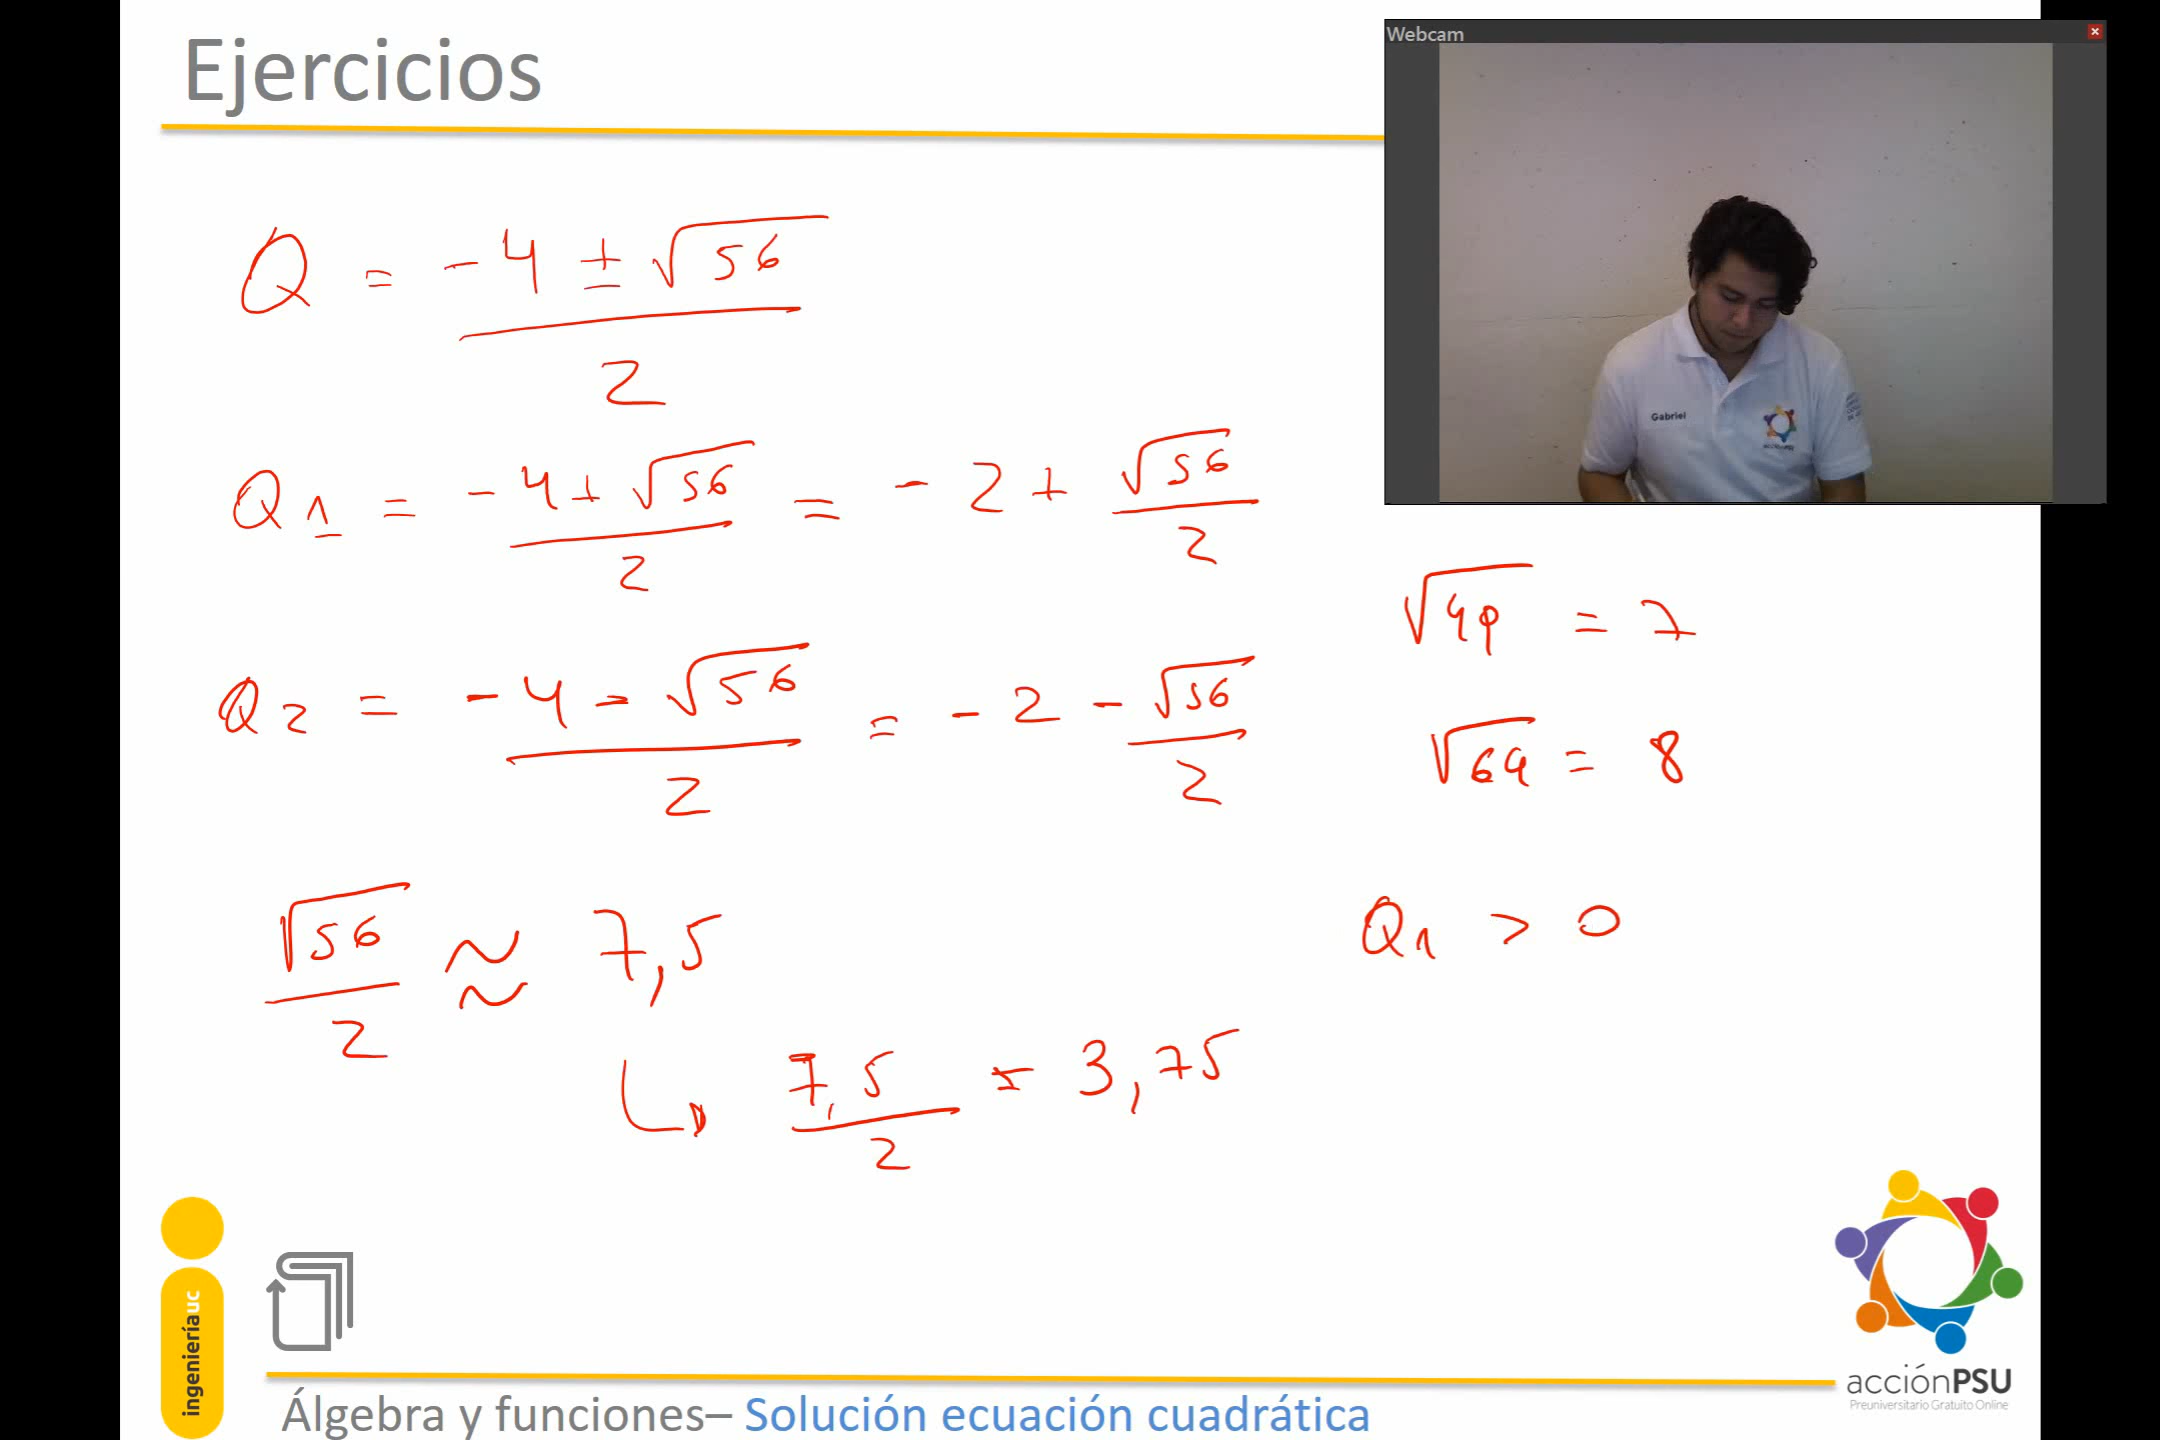 Ejercicios
Webcam
Gabriel
Q = -4 ± √56 / 2
Q1 = -4 + √56 / 2 = -2 + √56 / 2
√49 = 7
Q2 = -4 - √56 / 2 = -2 - √56 / 2
√64 = 8
√56 / 2 ≈ 7,5
Q1 > 0
7,5 / 2 = 3,75
ingenieríauc
acciónPSU
Preuniversitario Gratuito Online
Álgebra y funciones– Solución ecuación cuadrática